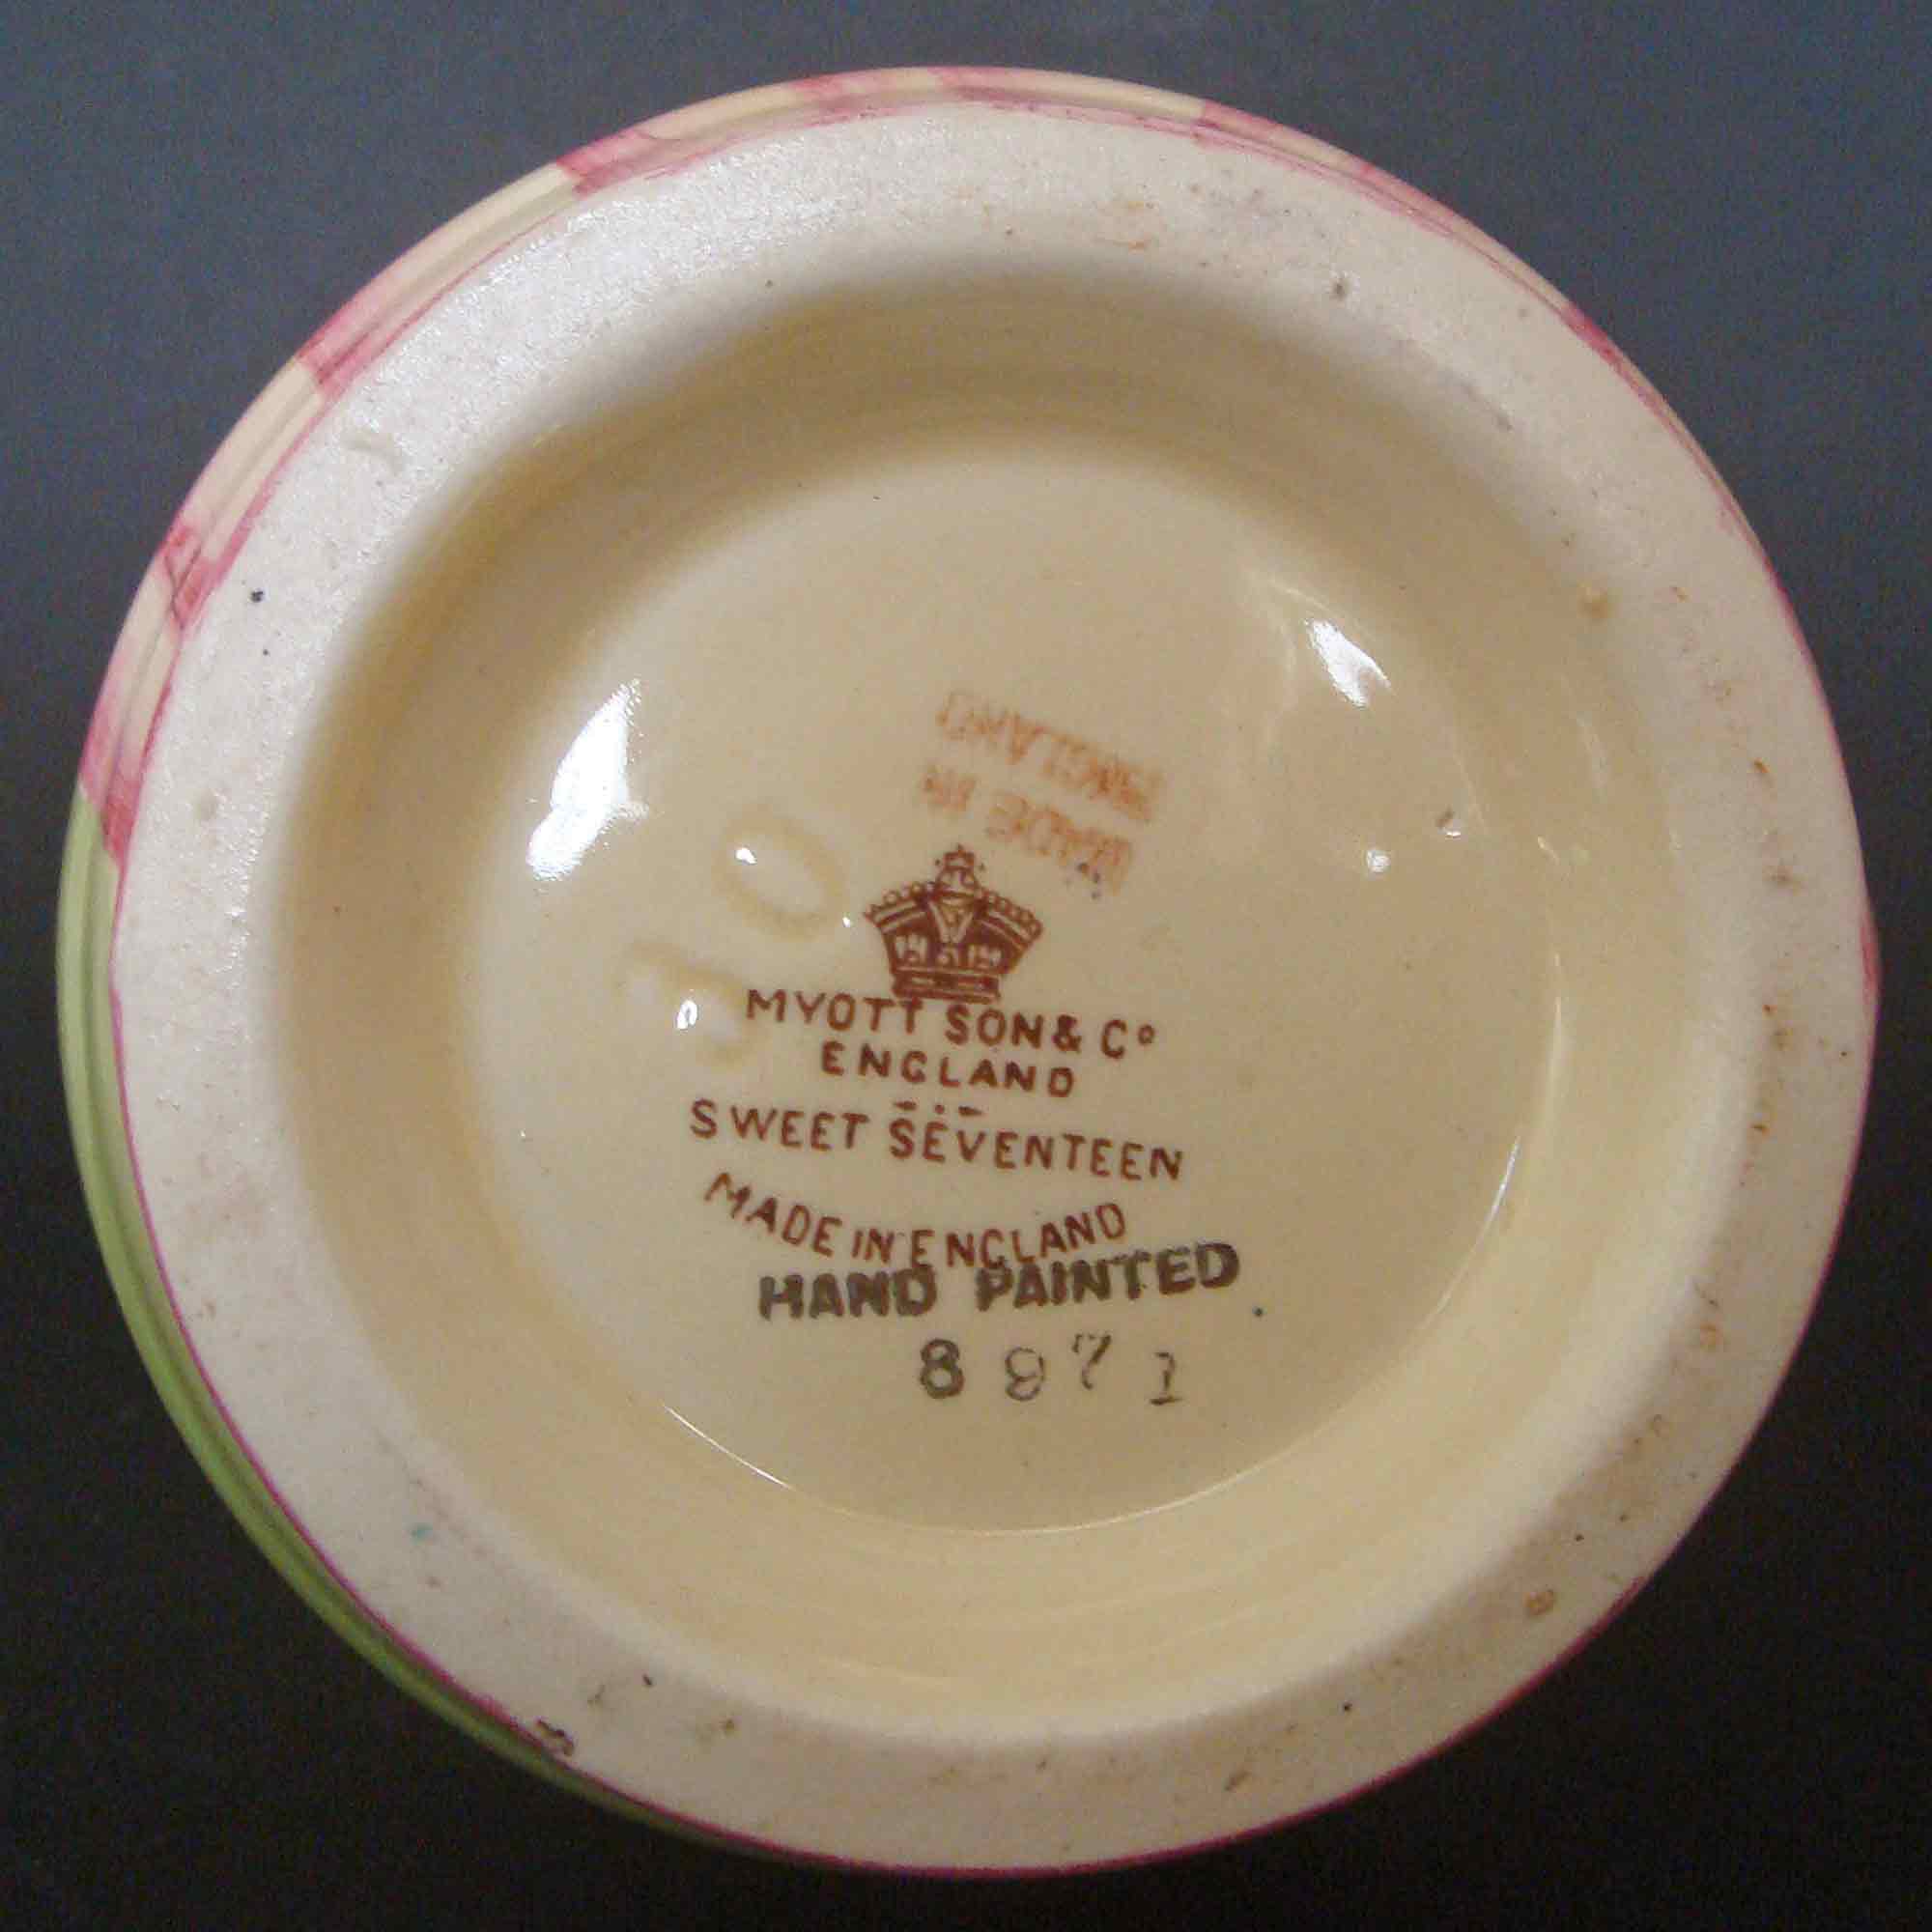 MADE IN
ENGLAND
MYOTT SON & Cº
ENGLAND
SWEET SEVENTEEN
MADE IN ENGLAND
HAND PAINTED
8971